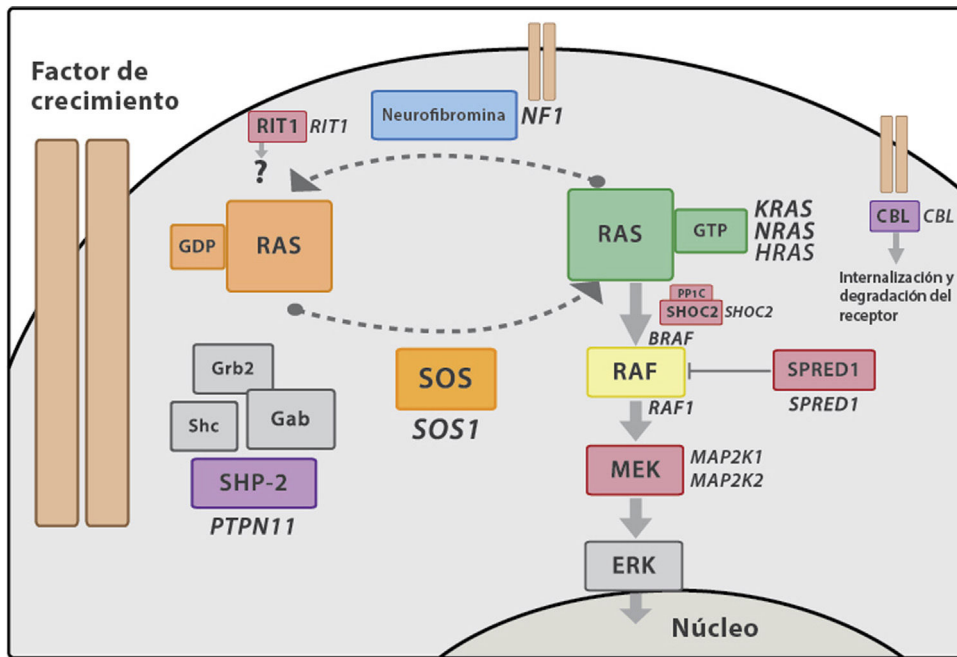 Factor de
crecimiento
RIT1 RIT1
?
Neurofibromina NF1
GDP RAS
RAS GTP
KRAS
NRAS
HRAS
CBL CBL
Internalización y
degradación del
receptor
PP1C
SHOC2 SHOC2
BRAF
RAF
RAF1
SPRED1
SPRED1
Grb2
Shc
Gab
SHP-2
PTPN11
SOS
SOS1
MEK
MAP2K1
MAP2K2
ERK
Núcleo